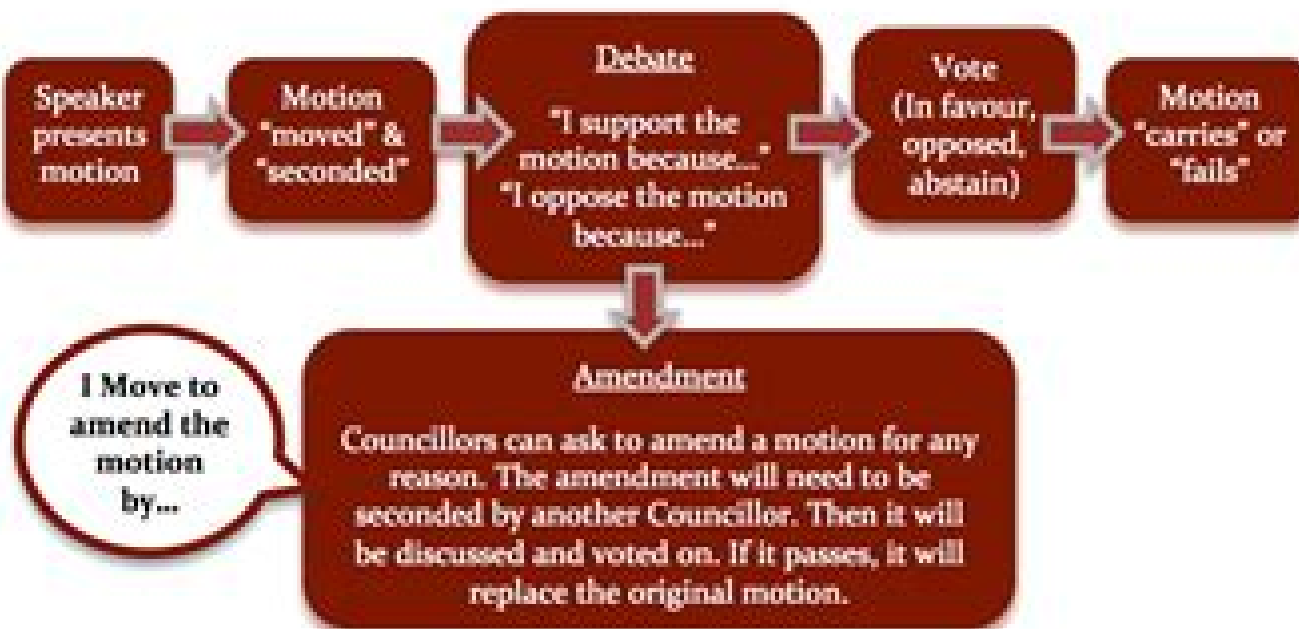 Speaker
presents
motion
Motion
"moved" &
"seconded"
Debate
"I support the
motion because..."
"I oppose the motion
because..."
Vote
(In favour,
opposed,
abstain)
Motion
"carries" or
"fails"
I Move to
amend the
motion
by...
Amendment
Councillors can ask to amend a motion for any
reason. The amendment will need to be
seconded by another Councillor. Then it will
be discussed and voted on. If it passes, it will
replace the original motion.